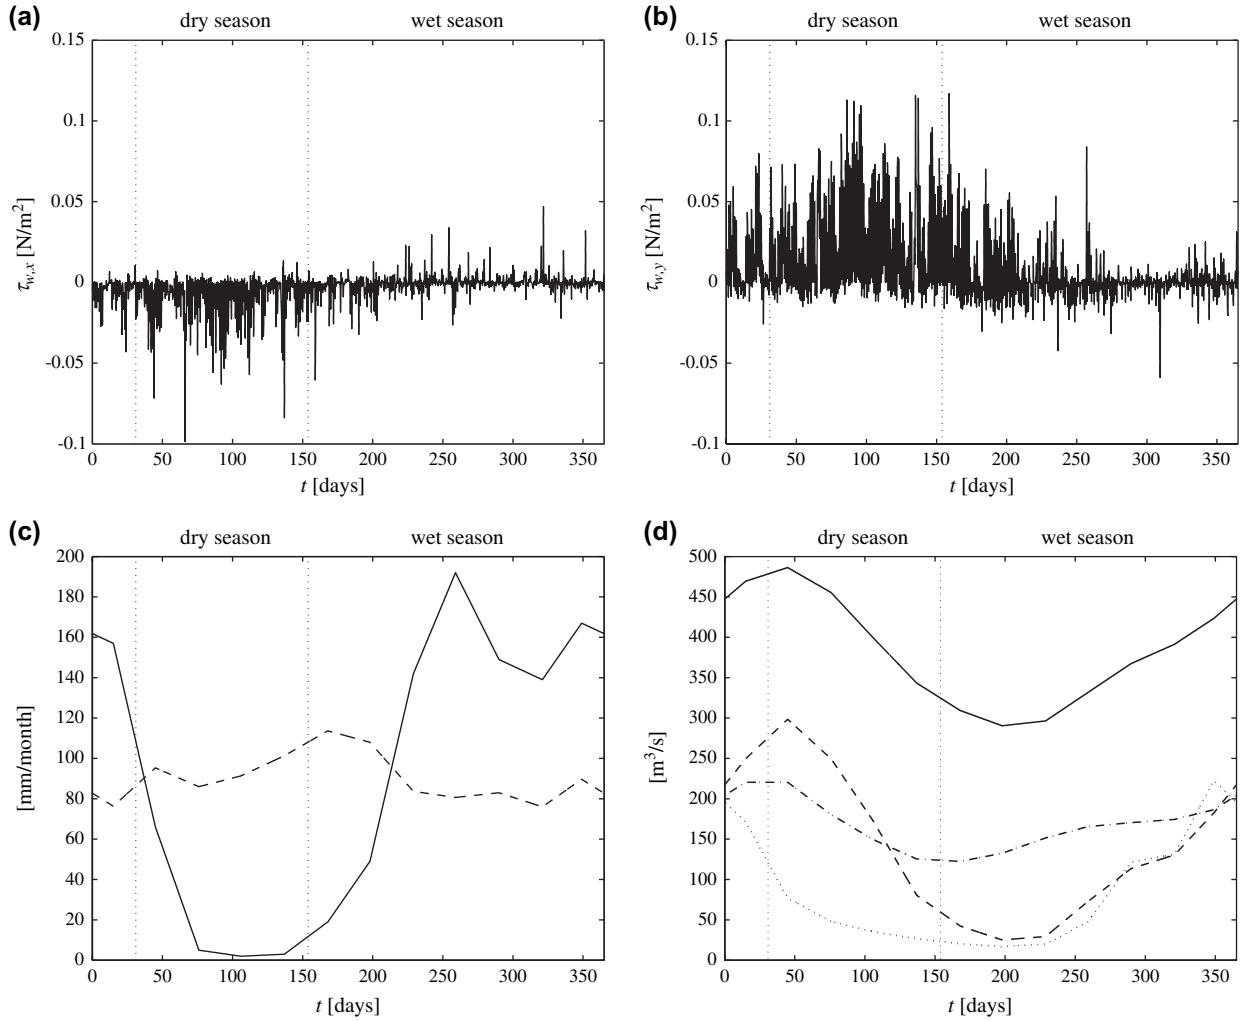 (a)
dry season
wet season
0.15
0.1
0.05
0
-0.05
-0.1
τw,x [N/m²]
0 50 100 150 200 250 300 350
t [days]
(b)
dry season
wet season
0.15
0.1
0.05
0
-0.05
-0.1
τw,y [N/m²]
0 50 100 150 200 250 300 350
t [days]
(c)
dry season
wet season
200
180
160
140
120
100
80
60
40
20
0
[mm/month]
0 50 100 150 200 250 300 350
t [days]
(d)
dry season
wet season
500
450
400
350
300
250
200
150
100
50
0
[m³/s]
0 50 100 150 200 250 300 350
t [days]